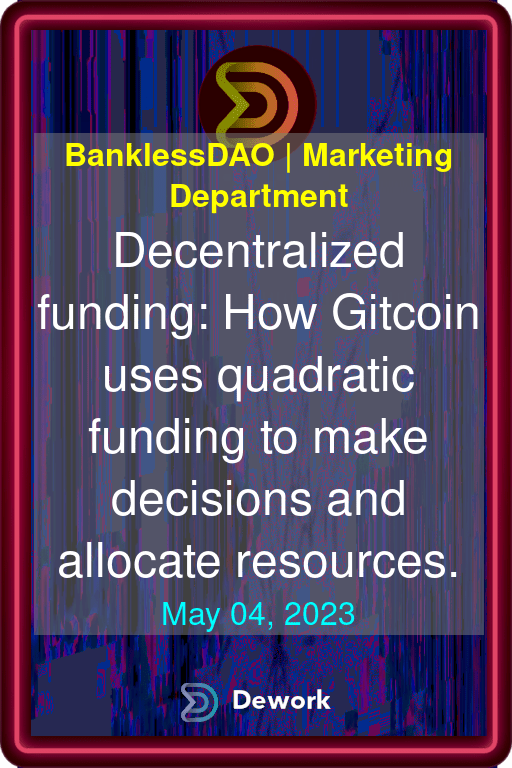 BanklessDAO | Marketing
Department
Decentralized
funding: How Gitcoin
uses quadratic
funding to make
decisions and
allocate resources.
May 04, 2023
Dework